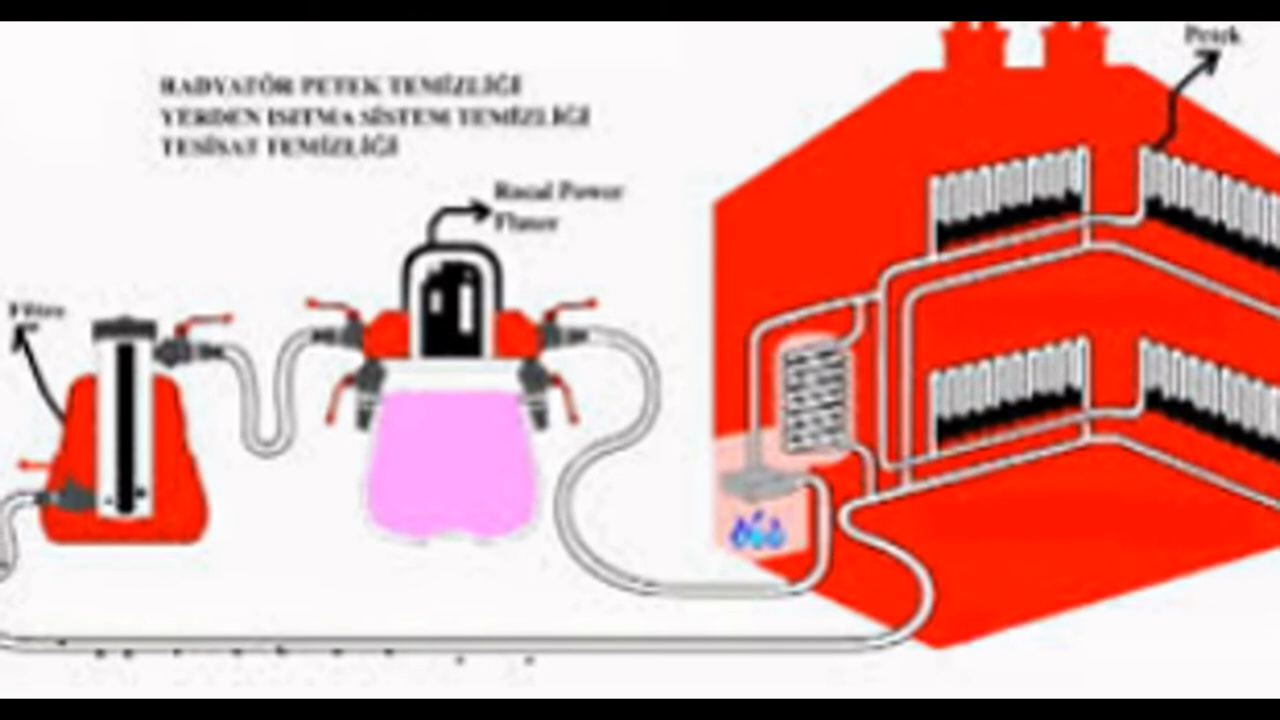 RADYATÖR PETEK TEMİZLİĞİ
YERDEN ISITMA SİSTEM TEMİZLİĞİ
TESİSAT TEMİZLİĞİ
Power
Filtre
Petek